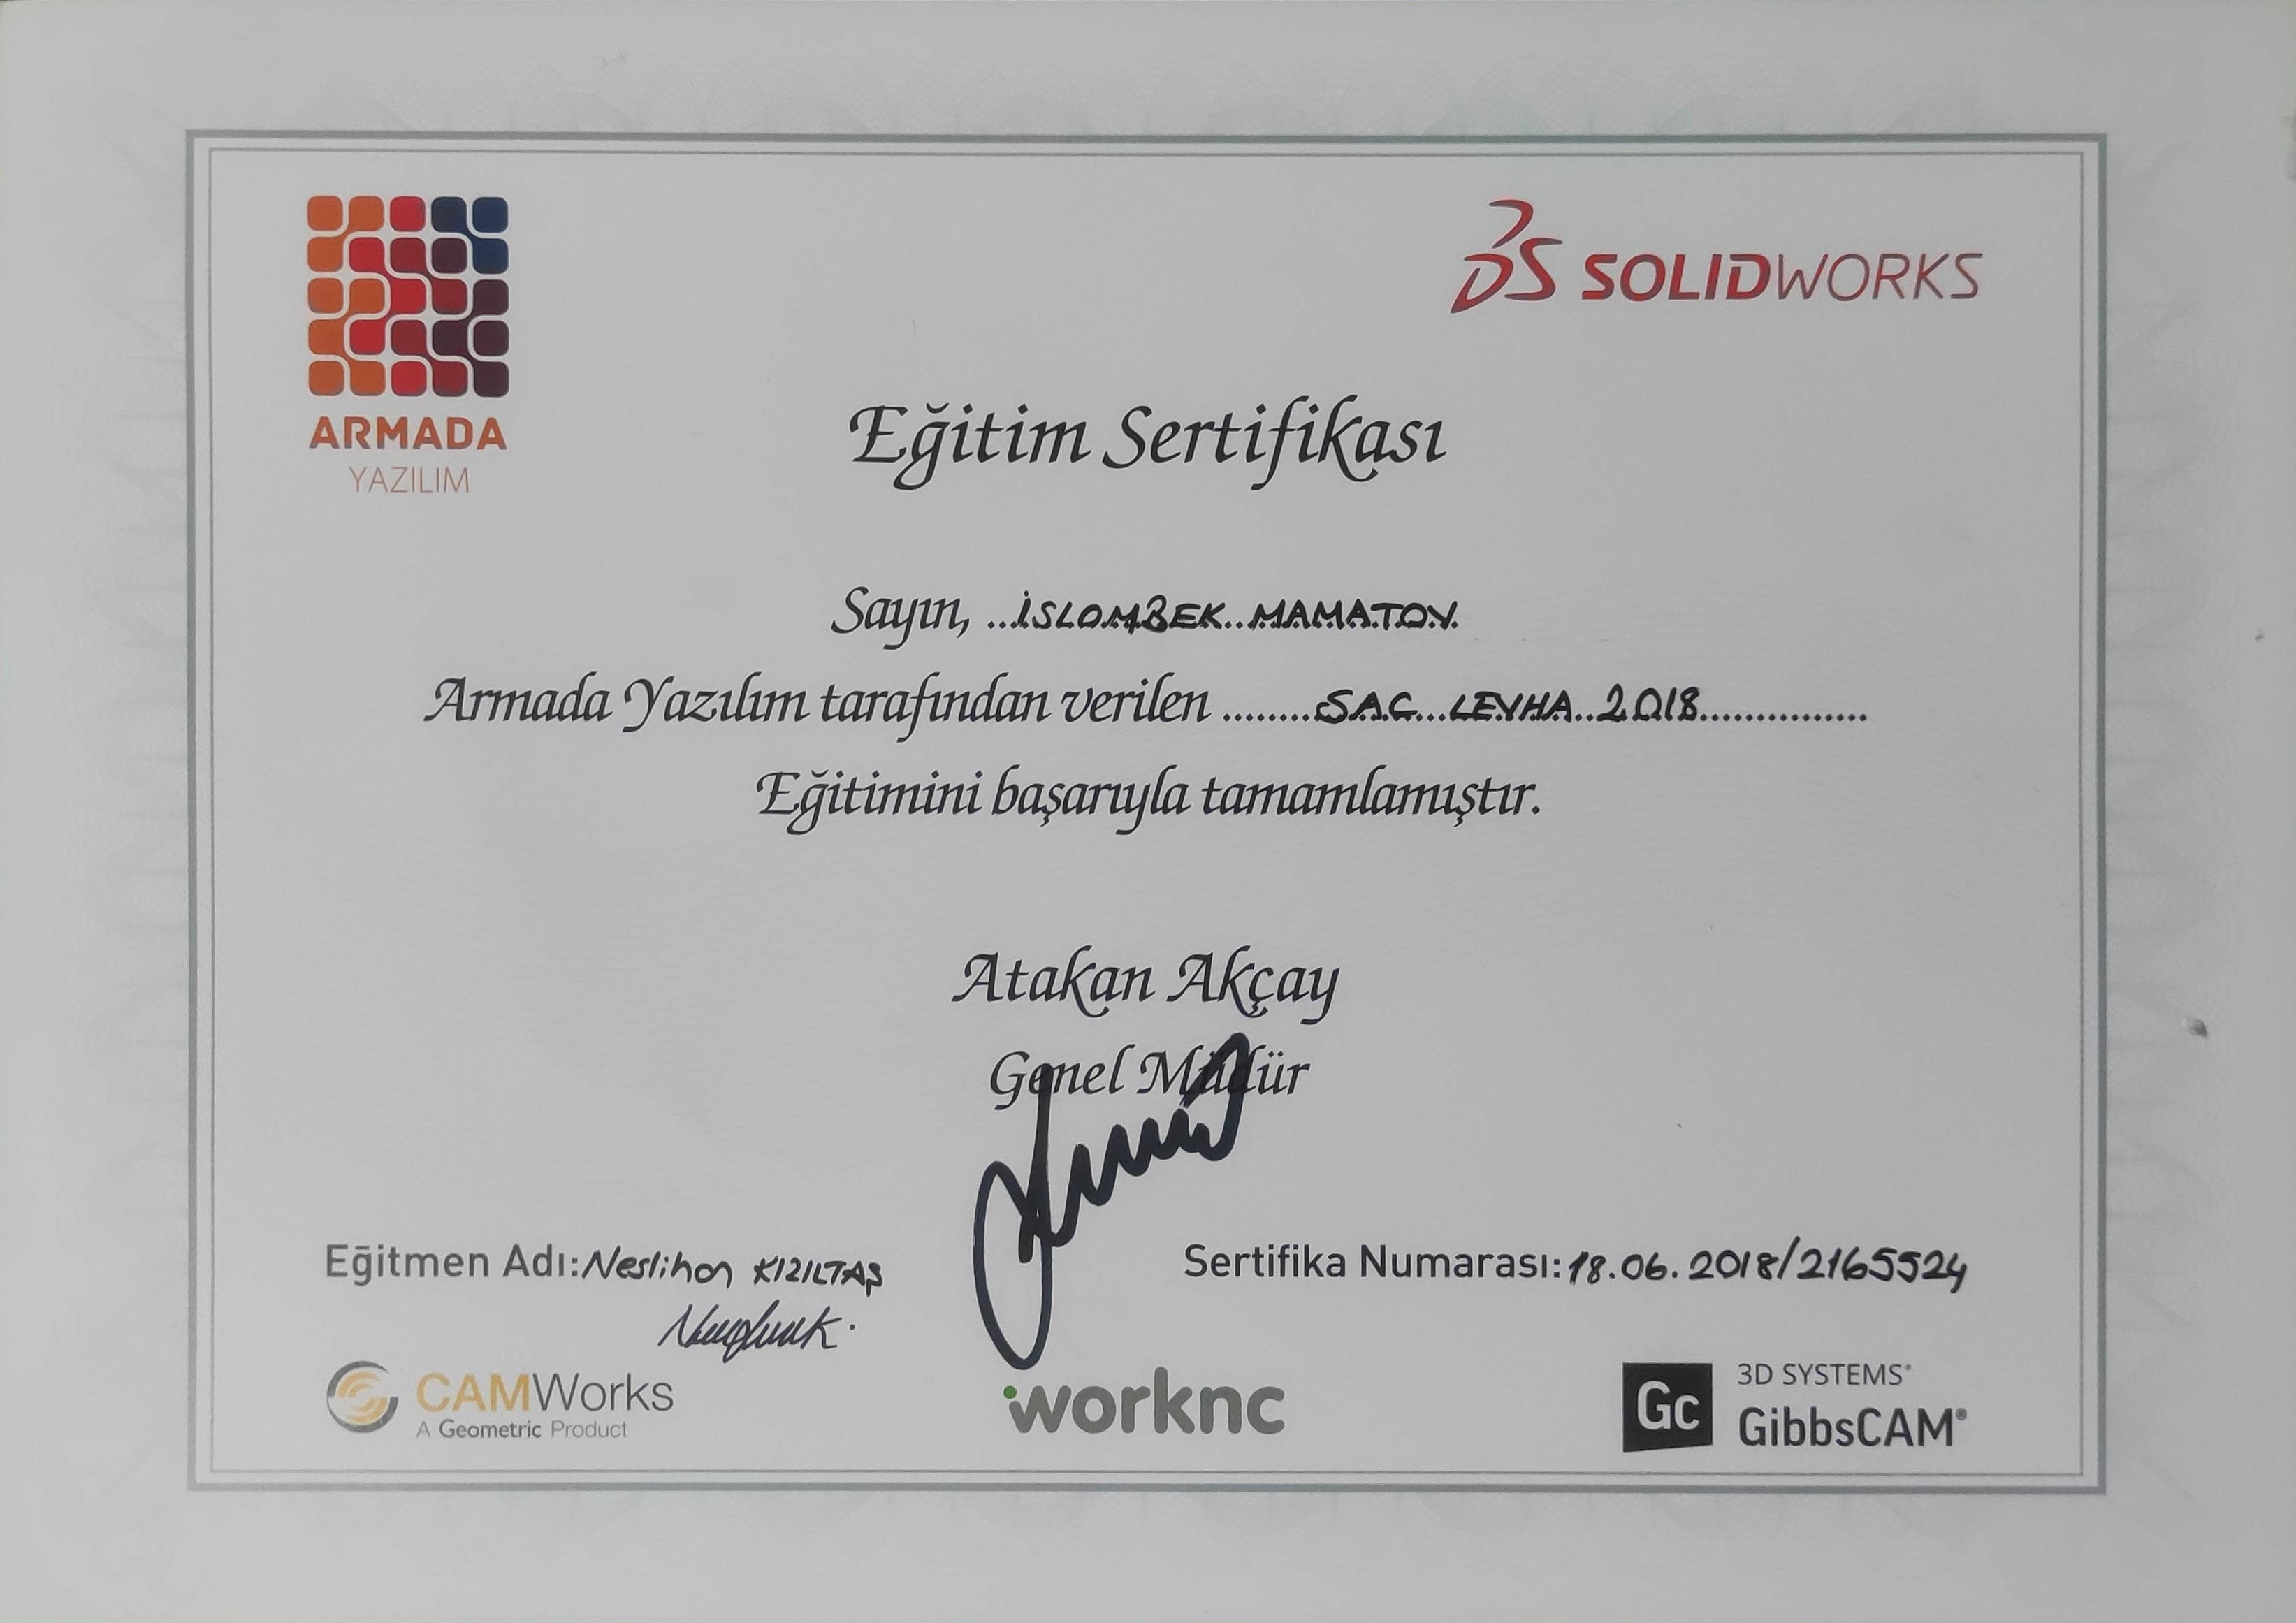 ARMADA
YAZILIM
3DS SOLIDWORKS
Eğitim Sertifikası
Sayın, ...İSLOMBEK..MAMATOV.
Armada Yazılım tarafından verilen ........SAC...LEVHA..2018...............
Eğitimini başarıyla tamamlamıştır.
Atakan Akçay
Genel Müdür
Eğitmen Adı: Neslihan KIZILTAŞ
Sertifika Numarası: 18.06.2018/2165524
CAMWorks
A Geometric Product
worknc
Gc
3D SYSTEMS®
GibbsCAM®